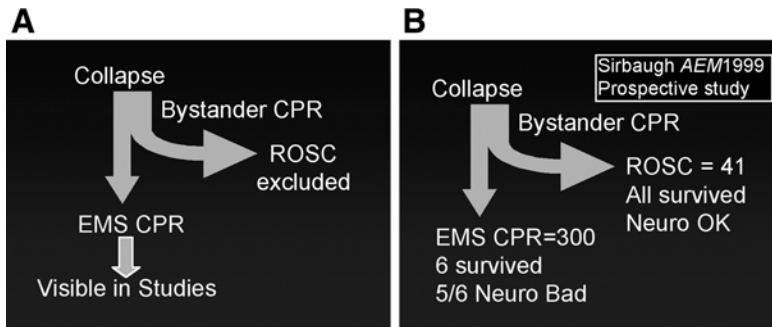 A
Collapse
Bystander CPR
ROSC
excluded
EMS CPR
Visible in Studies
B
Sirbaugh AEM1999
Prospective study
Collapse
Bystander CPR
ROSC = 41
All survived
Neuro OK
EMS CPR=300
6 survived
5/6 Neuro Bad